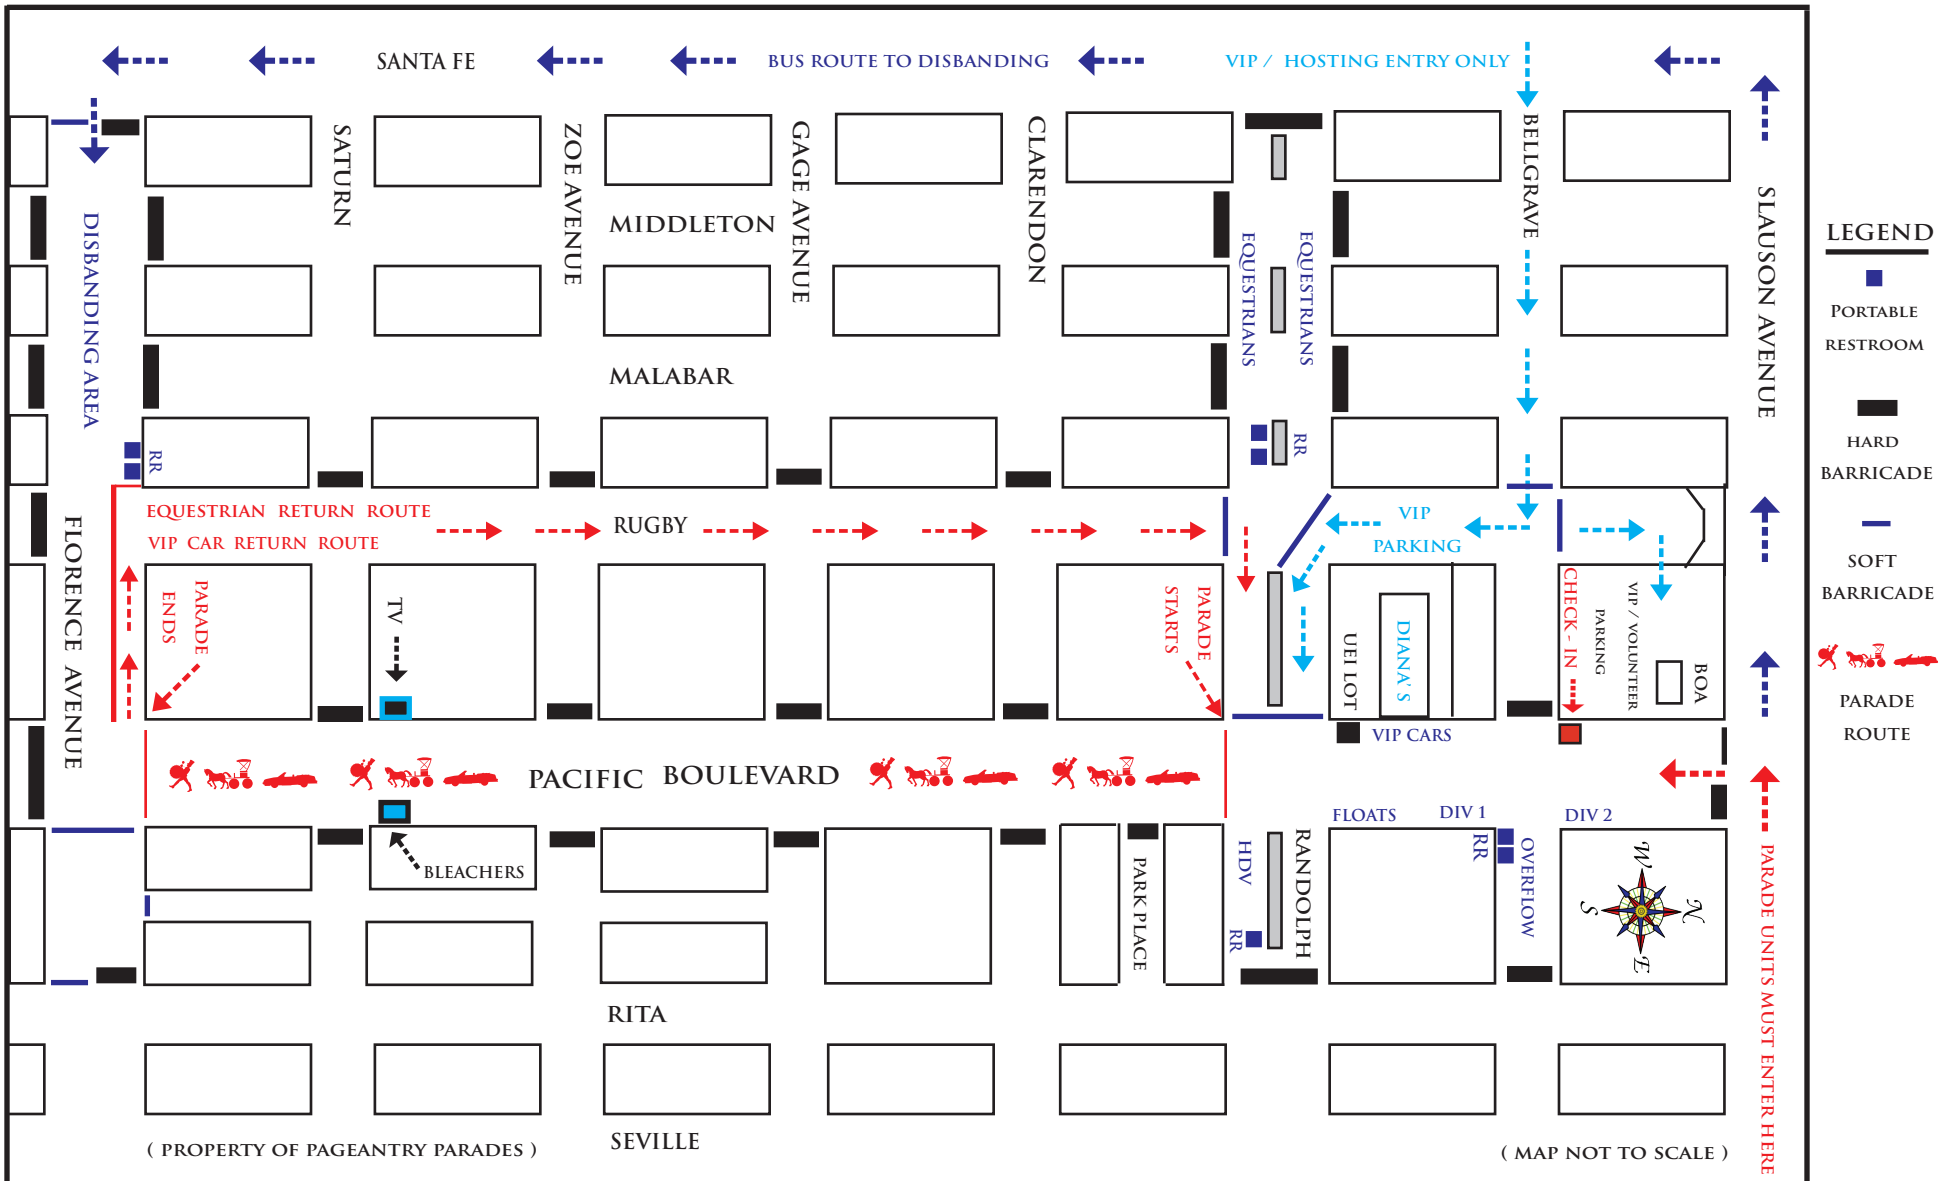 SANTA FE
BUS ROUTE TO DISBANDING
VIP / HOSTING ENTRY ONLY
SATURN
ZOE AVENUE
GAGE AVENUE
CLARENDON
BELLGRAVE
SLAUSON AVENUE
MIDDLETON
DISBANDING AREA
EQUESTRIANS
EQUESTRIANS
MALABAR
RR
RR
FLORENCE AVENUE
EQUESTRIAN RETURN ROUTE
VIP CAR RETURN ROUTE
RUGBY
VIP
PARKING
PARADE
ENDS
TV
PARADE
STARTS
UEI LOT
DIANA'S
CHECK - IN
VIP / VOLUNTEER
PARKING
BOA
VIP CARS
PACIFIC BOULEVARD
FLOATS
DIV 1
DIV 2
BLEACHERS
PARK PLACE
HDV
RR
RANDOLPH
RR
OVERFLOW
W
N
S
E
PARADE UNITS MUST ENTER HERE
RITA
SEVILLE
( PROPERTY OF PAGEANTRY PARADES )
( MAP NOT TO SCALE )
LEGEND
PORTABLE
RESTROOM
HARD
BARRICADE
SOFT
BARRICADE
PARADE
ROUTE